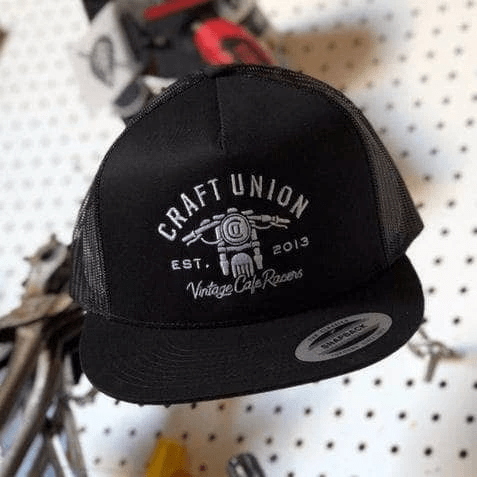 CRAFT UNION
EST. 2013
Vintage Cafe Racers
SNAPBACK